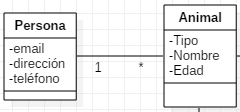 Persona
-email
-dirección
-teléfono
1 *
Animal
-Tipo
-Nombre
-Edad